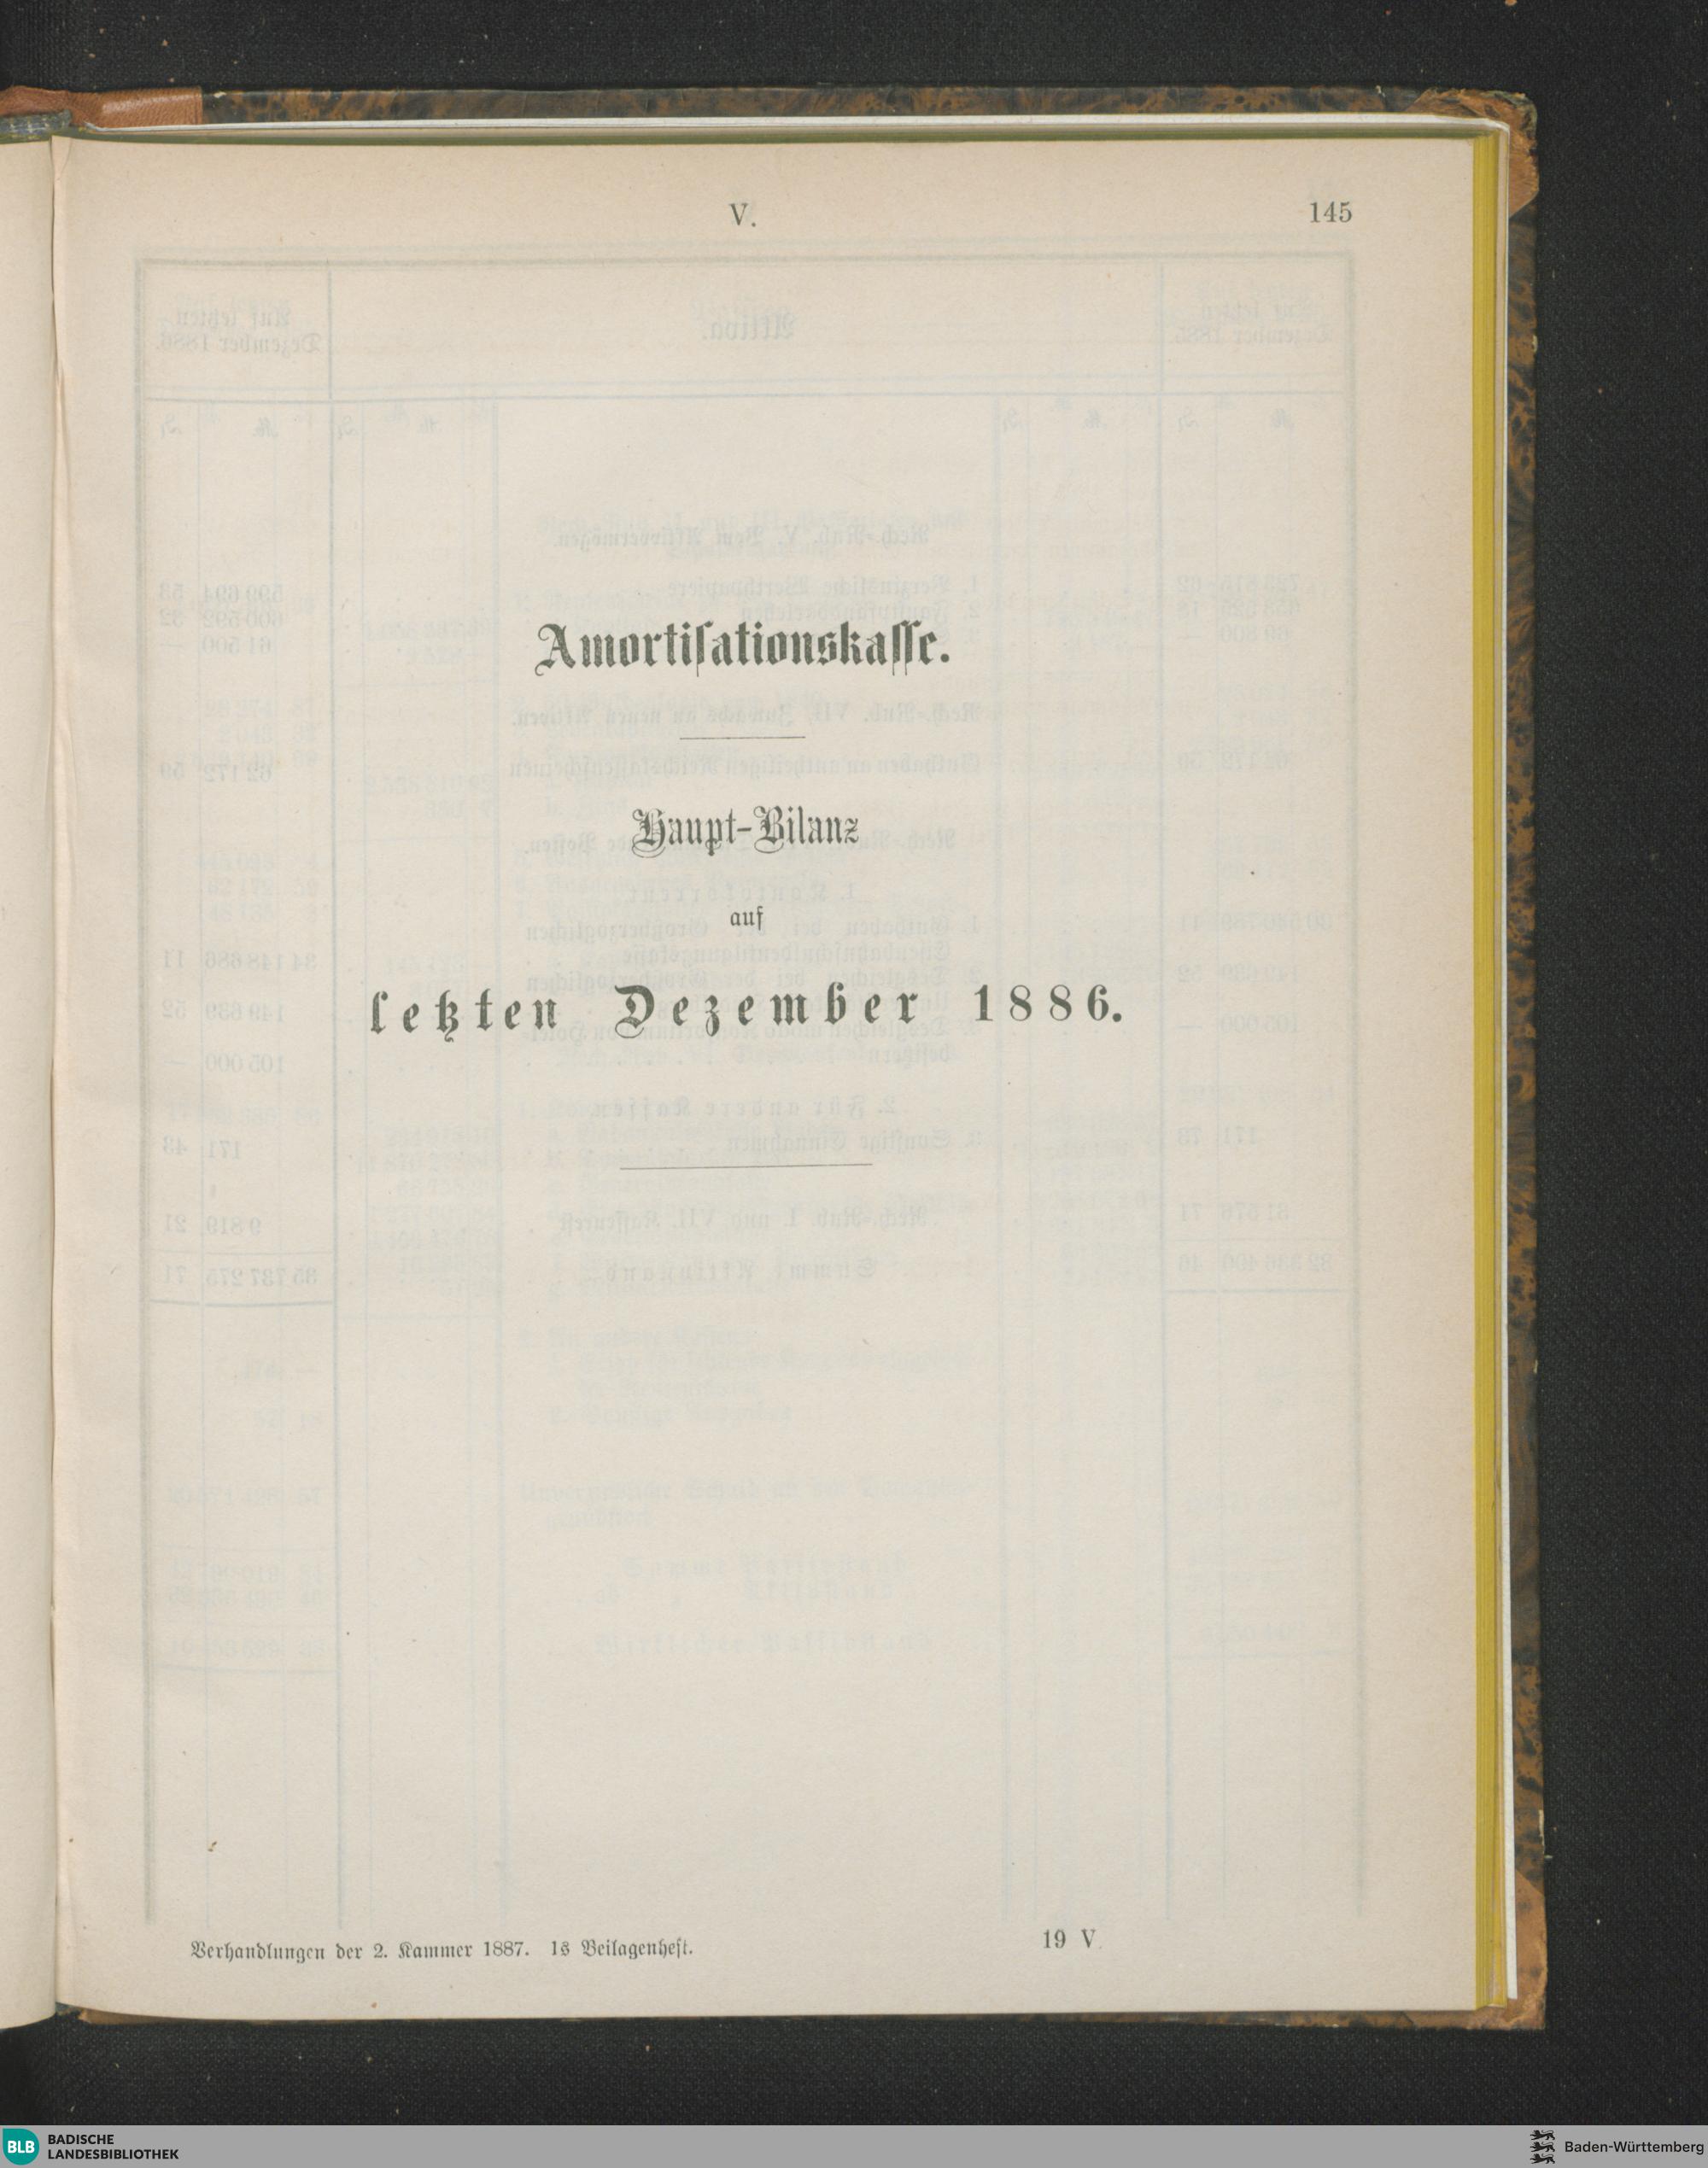 V.
145
Amortiſationskaſſe.
Haupt-Bilanz
auf
letzten Dezember 1886.
Verhandlungen der 2. Kammer 1887. 1s Beilagenheft.
19 V.
BLB BADISCHE
LANDESBIBLIOTHEK
Baden-Württemberg